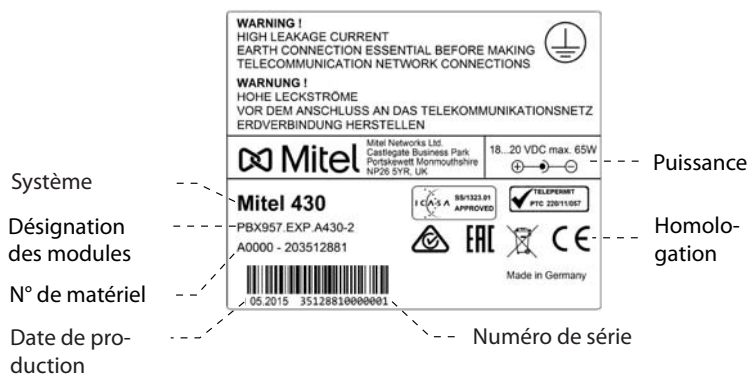 WARNING !
HIGH LEAKAGE CURRENT
EARTH CONNECTION ESSENTIAL BEFORE MAKING
TELECOMMUNICATION NETWORK CONNECTIONS
WARNUNG !
HOHE LECKSTRÖME
VOR DEM ANSCHLUSS AN DAS TELEKOMMUNIKATIONSNETZ
ERDVERBINDUNG HERSTELLEN
Mitel
Mitel Networks Ltd.
Castlegate Business Park
Portskewett Monmouthshire
NP26 5YR, UK
18...20 VDC max. 65W
Puissance
Système
Mitel 430
ICASA
SS/1323.01
APPROVED
TELEPERMIT
PTC 220/11/057
Désignation
des modules
PBX957.EXP.A430-2
A0000 - 203512881
EAC
CE
Homolo-
gation
Made in Germany
N° de matériel
05.2015 35128810000001
Date de pro-
duction
Numéro de série